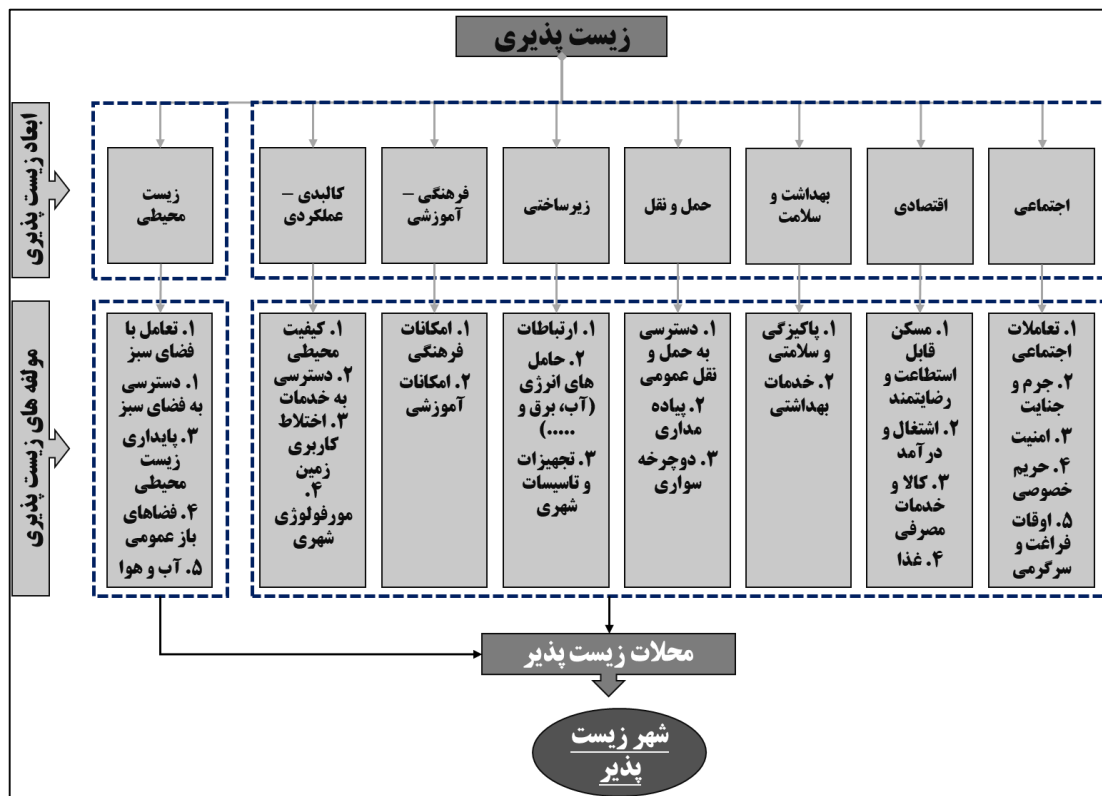 زیست پذیری
ابعاد زیست پذیری
اجتماعی
اقتصادی
بهداشت و
سلامت
حمل و نقل
زیرساختی
فرهنگی –
آموزشی
کالبدی –
عملکردی
زیست
محیطی
مولفه های زیست پذیری
۱. تعاملات
اجتماعی
۲. جرم و
جنایت
۳. امنیت
۴. حریم
خصوصی
۵. اوقات
فراغت و
سرگرمی
۱. مسکن
قابل
استطاعت و
رضایتمند
۲. اشتغال و
درآمد
۳. کالا و
خدمات
مصرفی
۴. غذا
۱. پاکیزگی
و سلامتی
۲. خدمات
بهداشتی
۱. دسترسی
به حمل و
نقل عمومی
۲. پیاده
مداری
۳. دوچرخه
سواری
۱. ارتباطات
۲. حامل
های انرژی
(آب، برق و
.....)
۳. تجهیزات
و تاسیسات
شهری
۱. امکانات
فرهنگی
۲. امکانات
آموزشی
۱. کیفیت
محیطی
۲. دسترسی
به خدمات
۳. اختلاط
کاربری
زمین
۴.
مورفولوژی
شهری
۱. تعامل با
فضای سبز
۱. دسترسی
به فضای سبز
۳. پایداری
زیست
محیطی
۴. فضاهای
باز عمومی
۵. آب و هوا
محلات زیست پذیر
شهر زیست
پذیر